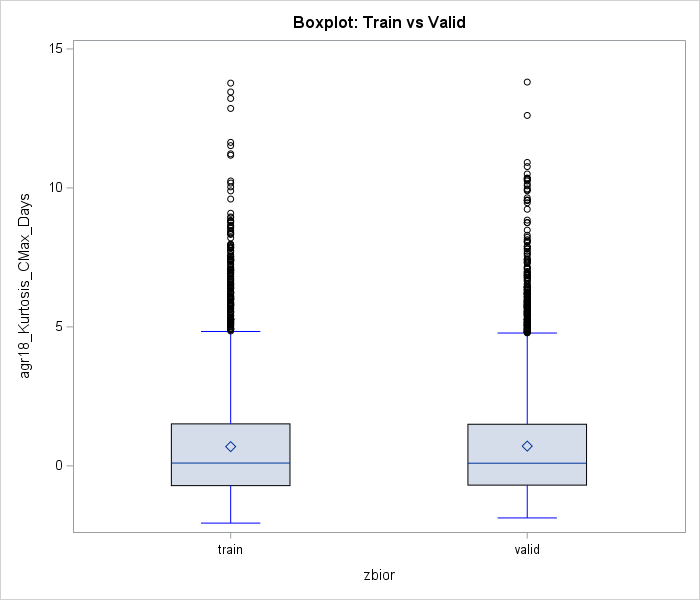 Boxplot: Train vs Valid
15
10
5
0
agr18_Kurtosis_CMax_Days
train
valid
zbior